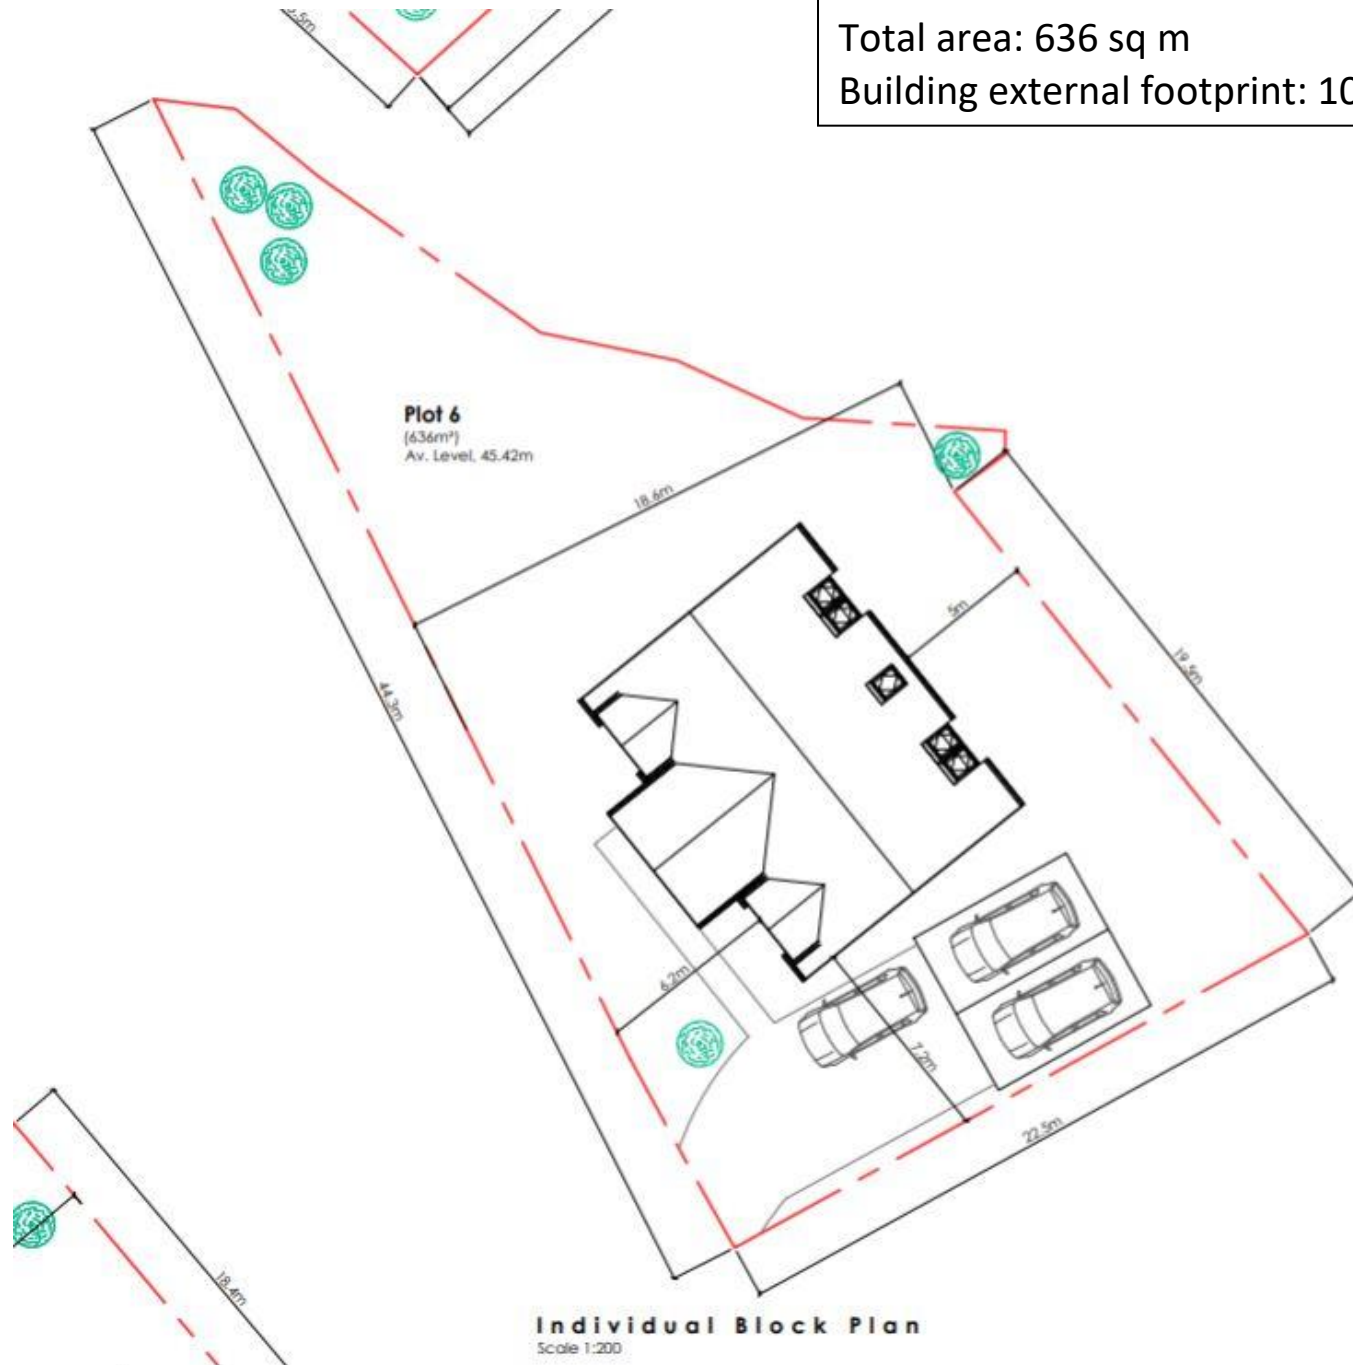 Total area: 636 sq m
Building external footprint: 10
Plot 6
(636m²)
Av. Level, 45.42m
18.6m
5m
19.5m
44.3m
6.2m
7.2m
22.5m
18.4m
Individual Block Plan
Scale 1:200